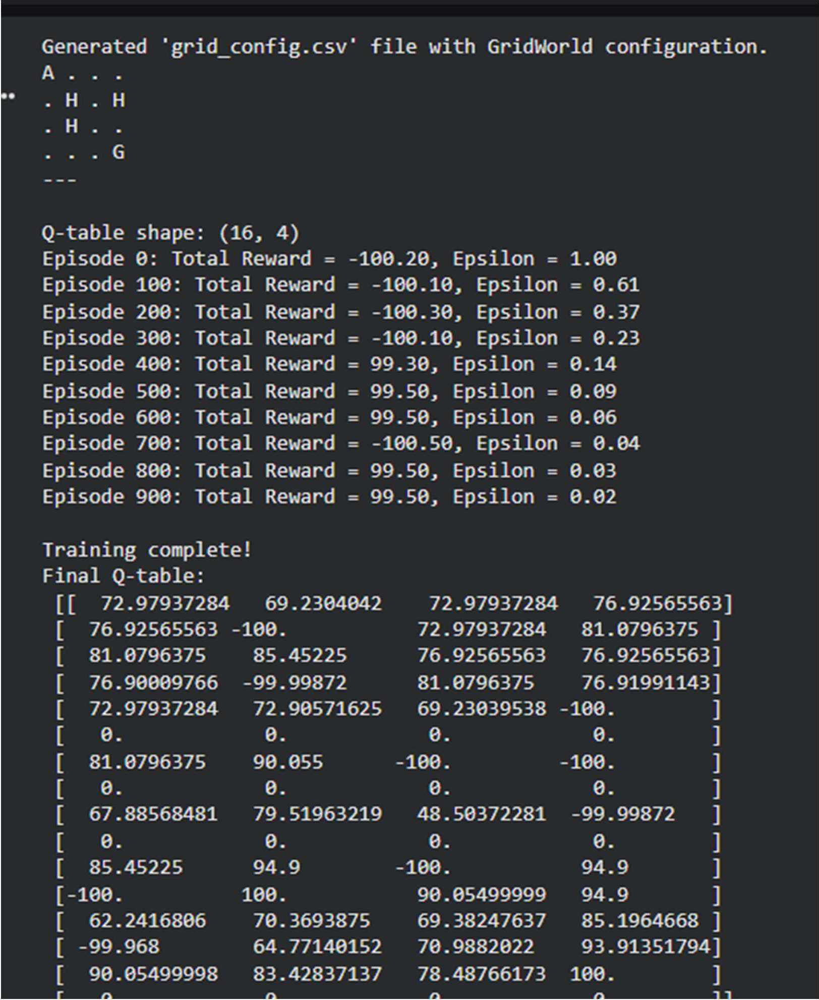 Generated 'grid_config.csv' file with GridWorld configuration.
A . . .
. H . H
. H . .
. . . G
---
Q-table shape: (16, 4)
Episode 0: Total Reward = -100.20, Epsilon = 1.00
Episode 100: Total Reward = -100.10, Epsilon = 0.61
Episode 200: Total Reward = -100.30, Epsilon = 0.37
Episode 300: Total Reward = -100.10, Epsilon = 0.23
Episode 400: Total Reward = 99.30, Epsilon = 0.14
Episode 500: Total Reward = 99.50, Epsilon = 0.09
Episode 600: Total Reward = 99.50, Epsilon = 0.06
Episode 700: Total Reward = -100.50, Epsilon = 0.04
Episode 800: Total Reward = 99.50, Epsilon = 0.03
Episode 900: Total Reward = 99.50, Epsilon = 0.02
Training complete!
Final Q-table:
[[ 72.97937284 69.2304042 72.97937284 76.92565563]
[ 76.92565563 -100. 72.97937284 81.0796375 ]
[ 81.0796375 85.45225 76.92565563 76.92565563]
[ 76.90009766 -99.99872 81.0796375 76.91991143]
[ 72.97937284 72.90571625 69.23039538 -100. ]
[ 0. 0. 0. 0. ]
[ 81.0796375 90.055 -100. -100. ]
[ 0. 0. 0. 0. ]
[ 67.88568481 79.51963219 48.50372281 -99.99872 ]
[ 0. 0. 0. 0. ]
[ 85.45225 94.9 -100. 94.9 ]
[-100. 100. 90.05499999 94.9 ]
[ 62.2416806 70.3693875 69.38247637 85.1964668 ]
[ -99.968 64.77140152 70.9882022 93.91351794]
[ 90.05499998 83.42837137 78.48766173 100. ]